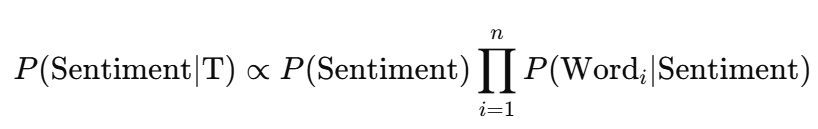 P(Sentiment|T) ∝ P(Sentiment) ∏_{i=1}^{n} P(Word_i|Sentiment)